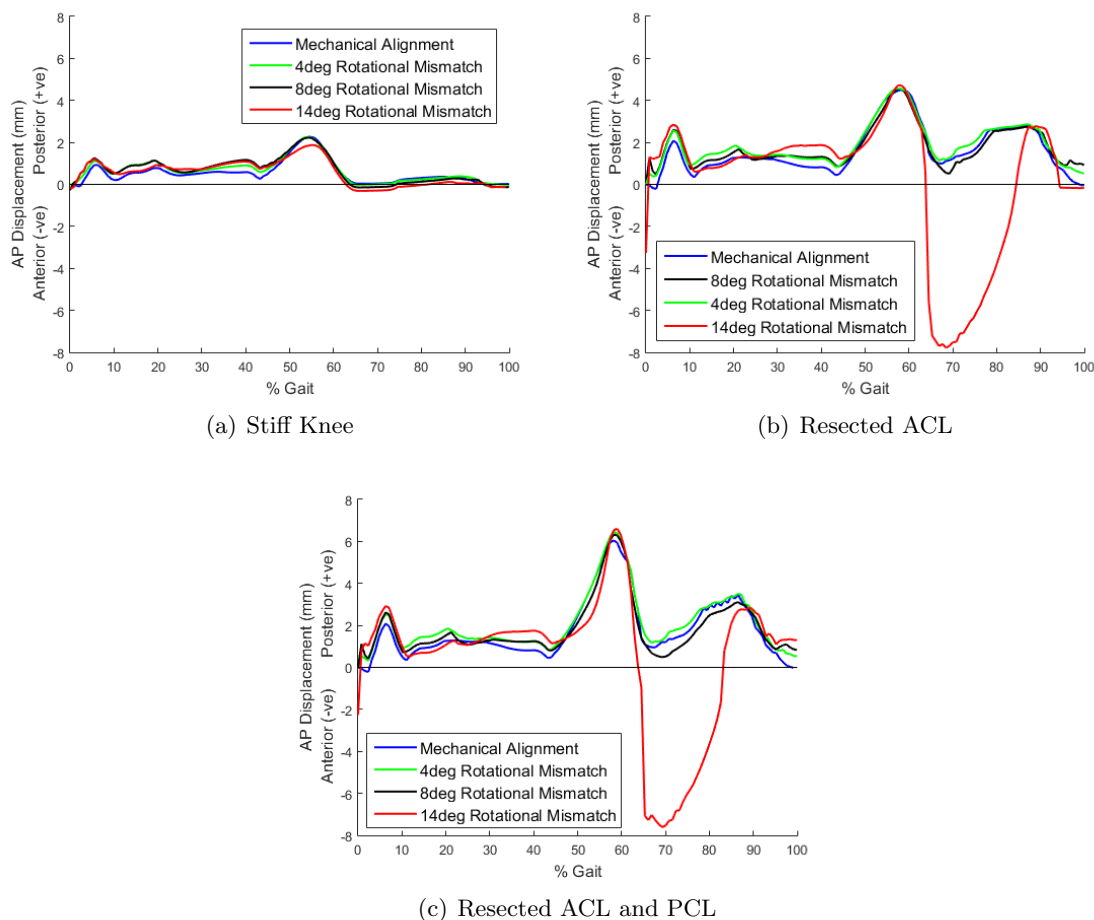 8
6
4
2
0
-2
-4
-6
-8
AP Displacement (mm)
Anterior (-ve) Posterior (+ve)
Mechanical Alignment
4deg Rotational Mismatch
8deg Rotational Mismatch
14deg Rotational Mismatch
0 10 20 30 40 50 60 70 80 90 100
% Gait
(a) Stiff Knee
8
6
4
2
0
-2
-4
-6
-8
AP Displacement (mm)
Anterior (-ve) Posterior (+ve)
Mechanical Alignment
8deg Rotational Mismatch
4deg Rotational Mismatch
14deg Rotational Mismatch
0 10 20 30 40 50 60 70 80 90 100
% Gait
(b) Resected ACL
8
6
4
2
0
-2
-4
-6
-8
AP Displacement (mm)
Anterior (-ve) Posterior (+ve)
Mechanical Alignment
4deg Rotational Mismatch
8deg Rotational Mismatch
14deg Rotational Mismatch
0 10 20 30 40 50 60 70 80 90 100
% Gait
(c) Resected ACL and PCL